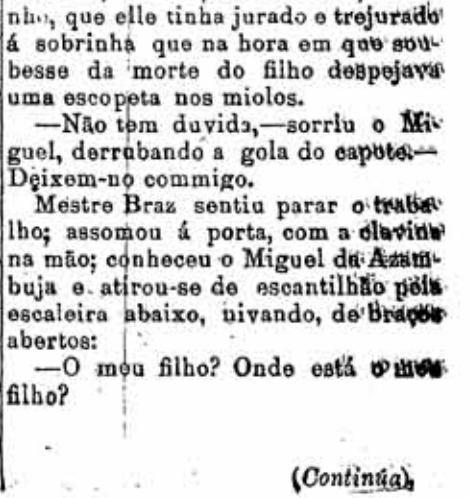 nho, que elle tinha jurado e trejurado
á sobrinha que na hora em que sou-
besse da morte do filho despejava
uma escopeta nos miolos.
—Não tem duvida,—sorriu o Mi-
guel, derrubando a gola do capote.—
Deixem-no commigo.
Mestre Braz sentiu parar o traba-
lho; assomou á porta, com a clavina
na mão; conheceu o Miguel da Azam-
buja e atirou-se de escantilhão pela
escaleira abaixo, uivando, de braços
abertos:
—O meu filho? Onde está o meu
filho?
(Continúa),